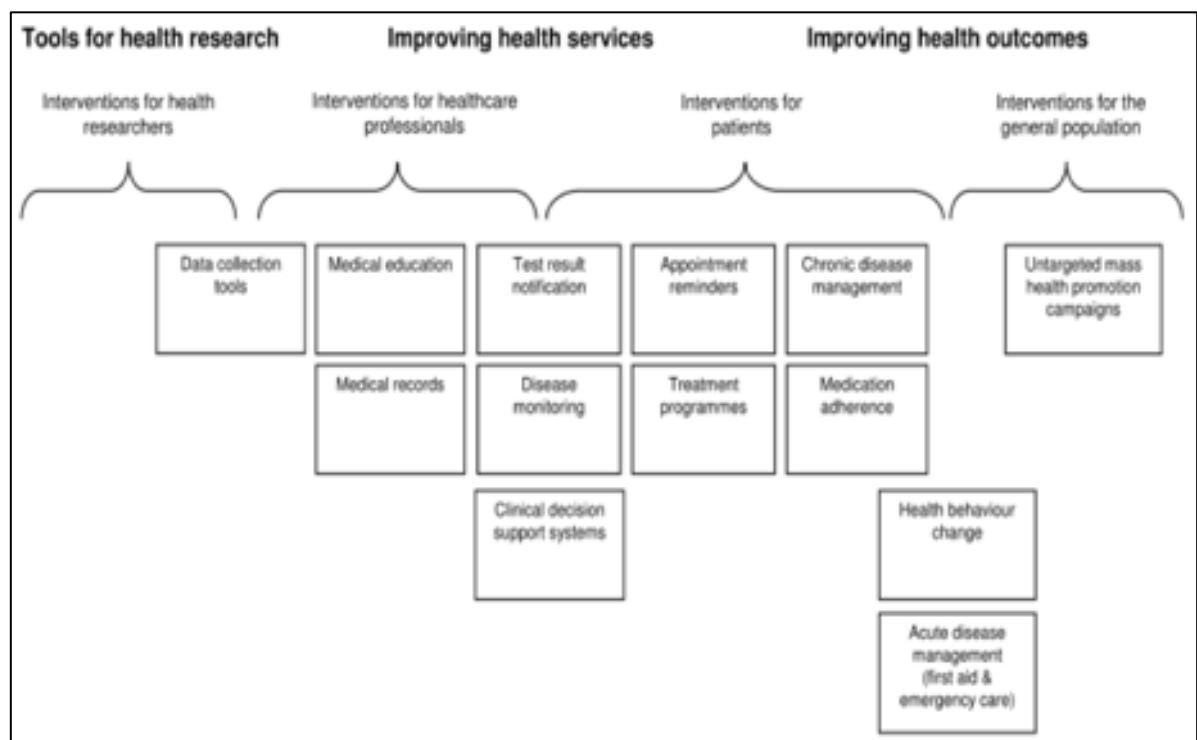 Tools for health research
Improving health services
Improving health outcomes
Interventions for health
researchers
Interventions for healthcare
professionals
Interventions for
patients
Interventions for the
general population
Data collection
tools
Medical education
Test result
notification
Appointment
reminders
Chronic disease
management
Untargeted mass
health promotion
campaigns
Medical records
Disease
monitoring
Treatment
programmes
Medication
adherence
Clinical decision
support systems
Health behaviour
change
Acute disease
management
(first aid &
emergency care)